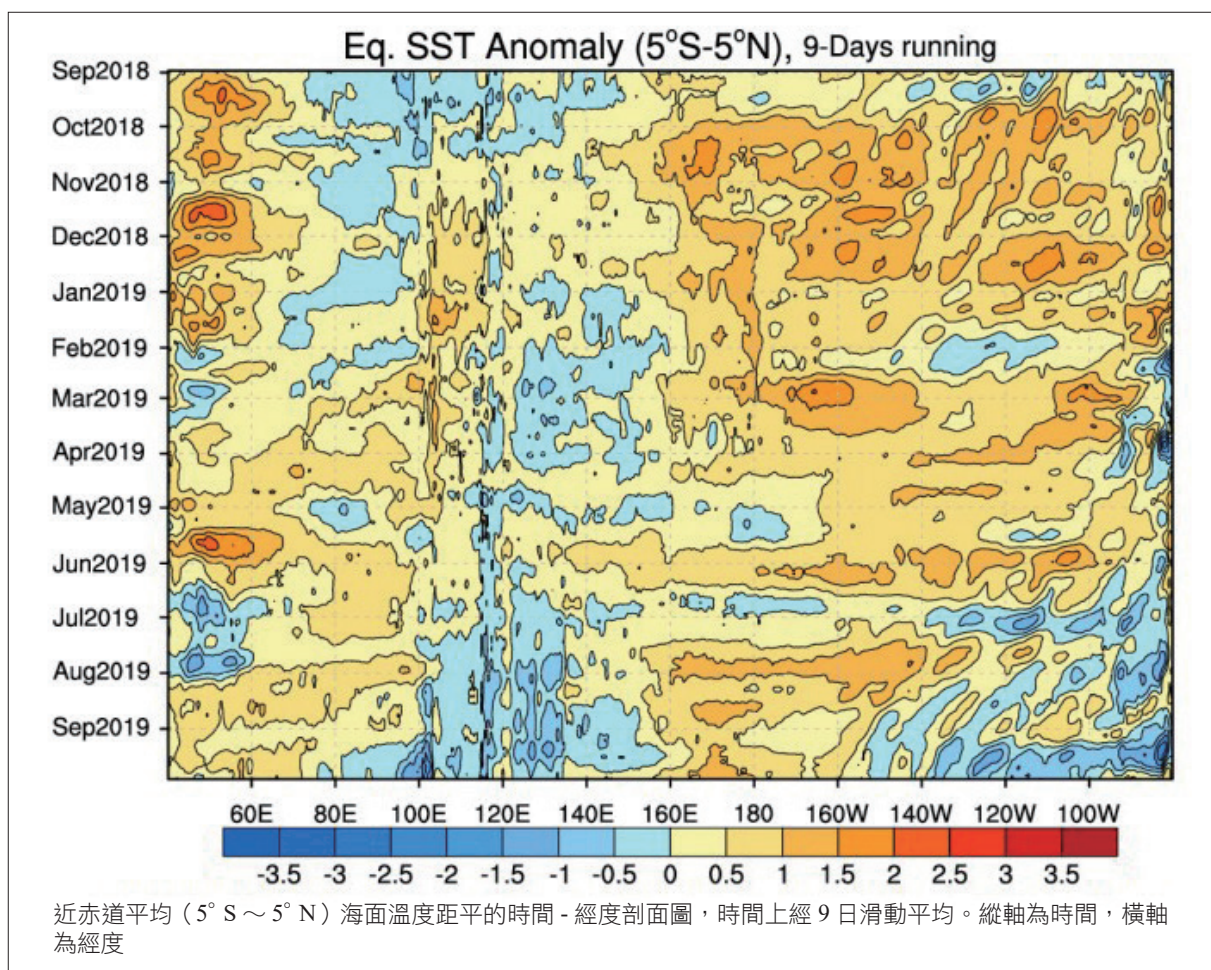 Eq. SST Anomaly (5°S-5°N), 9-Days running
Sep2018
Oct2018
Nov2018
Dec2018
Jan2019
Feb2019
Mar2019
Apr2019
May2019
Jun2019
Jul2019
Aug2019
Sep2019
60E 80E 100E 120E 140E 160E 180 160W 140W 120W 100W
-3.5 -3 -2.5 -2 -1.5 -1 -0.5 0 0.5 1 1.5 2 2.5 3 3.5
近赤道平均（5° S ～ 5° N）海面溫度距平的時間 - 經度剖面圖，時間上經 9 日滑動平均。縱軸為時間，橫軸
為經度